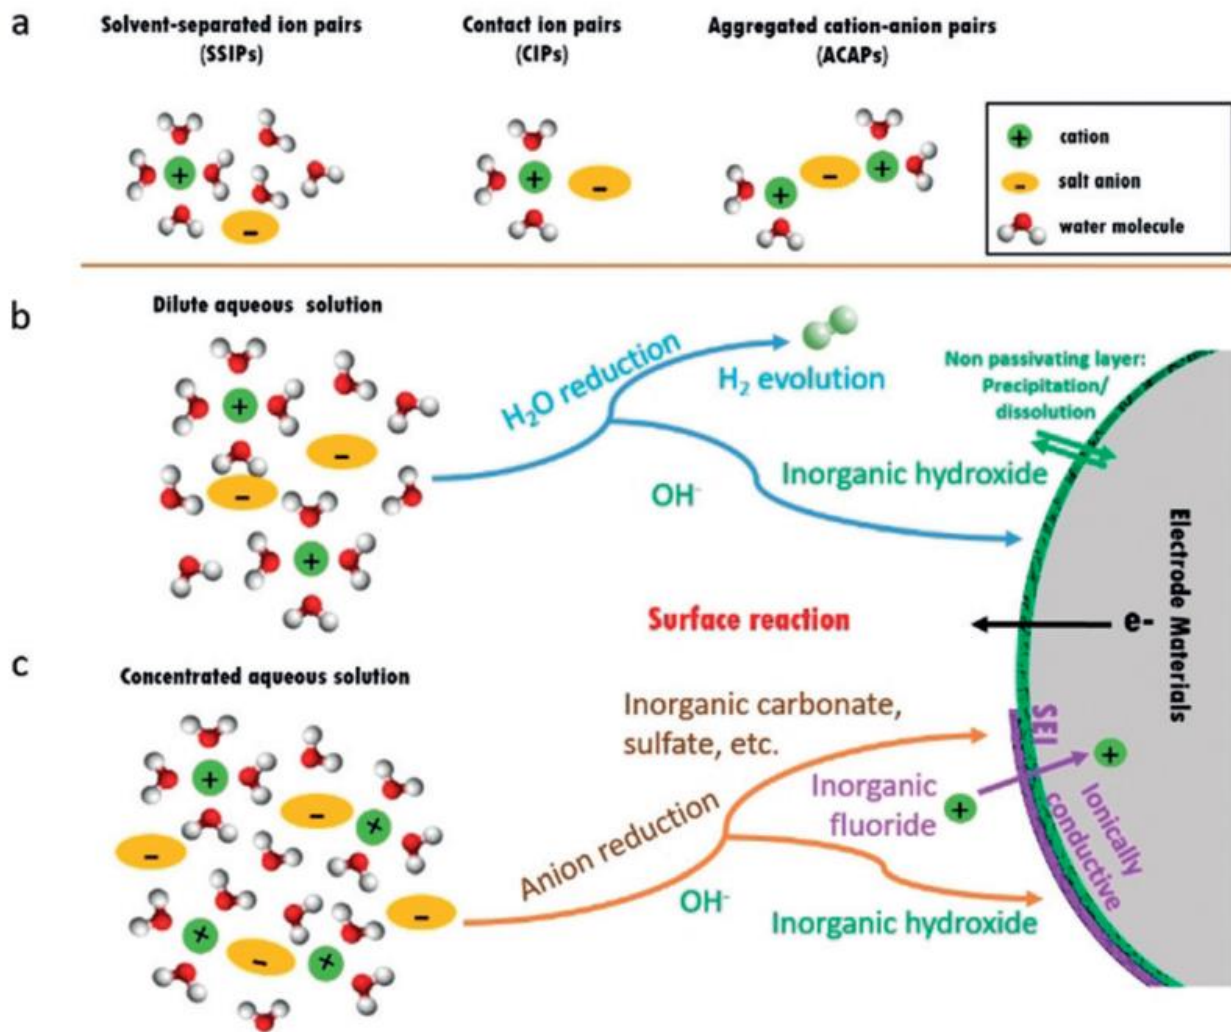 a
Solvent-separated ion pairs
(SSIPs)
Contact ion pairs
(CIPs)
Aggregated cation-anion pairs
(ACAPs)
+
-
+
-
+
-
+
+ cation
- salt anion
water molecule
b
Dilute aqueous solution
+
-
-
+
H₂O reduction
H₂ evolution
OH⁻
Inorganic hydroxide
Non passivating layer:
Precipitation/
dissolution
Surface reaction
e-
Electrode Materials
c
Concentrated aqueous solution
+
-
+
-
-
+
-
+
Anion reduction
Inorganic carbonate,
sulfate, etc.
Inorganic
fluoride
+
+
SEI
Ionically
conductive
OH⁻
Inorganic hydroxide